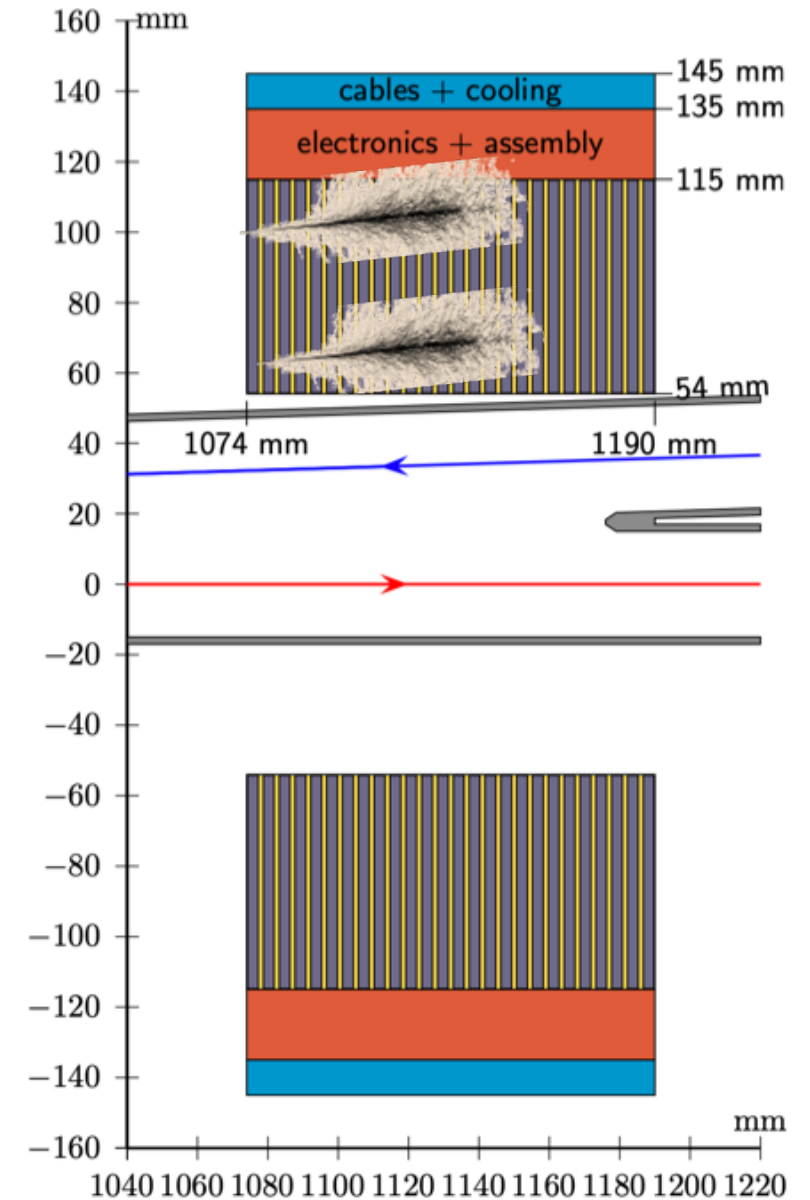 160
mm
145 mm
cables + cooling
140
135 mm
electronics + assembly
120
115 mm
100
80
60
54 mm
40
1074 mm
1190 mm
20
0
−20
−40
−60
−80
−100
−120
−140
mm
−160
1040 1060 1080 1100 1120 1140 1160 1180 1200 1220